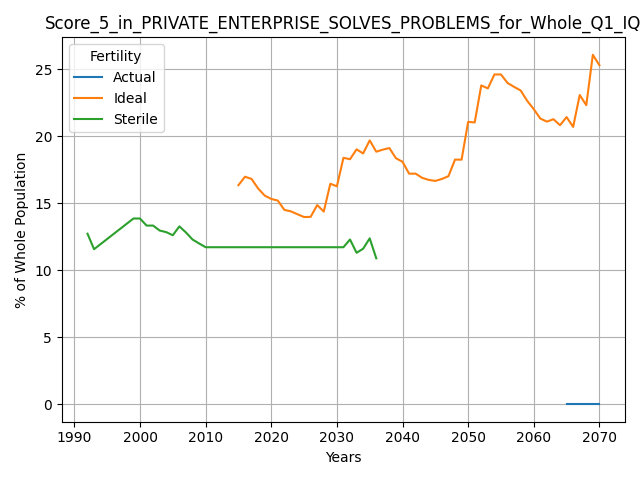 Score_5_in_PRIVATE_ENTERPRISE_SOLVES_PROBLEMS_for_Whole_Q1_IQ
Fertility
Actual
Ideal
Sterile
% of Whole Population
25
20
15
10
5
0
1990 2000 2010 2020 2030 2040 2050 2060 2070
Years